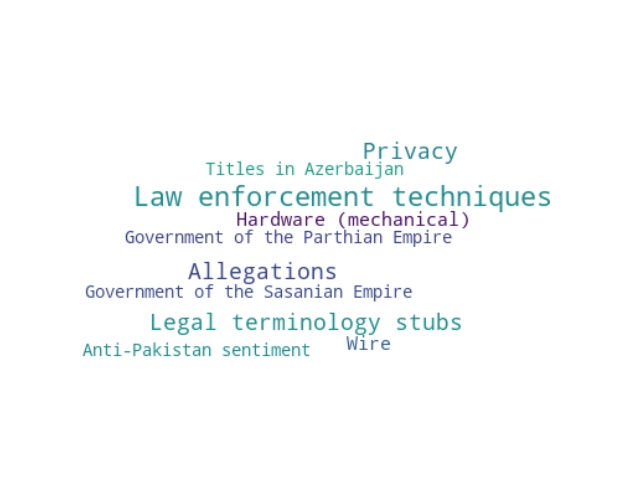 Privacy
Titles in Azerbaijan
Law enforcement techniques
Hardware (mechanical)
Government of the Parthian Empire
Allegations
Government of the Sasanian Empire
Legal terminology stubs
Wire
Anti-Pakistan sentiment